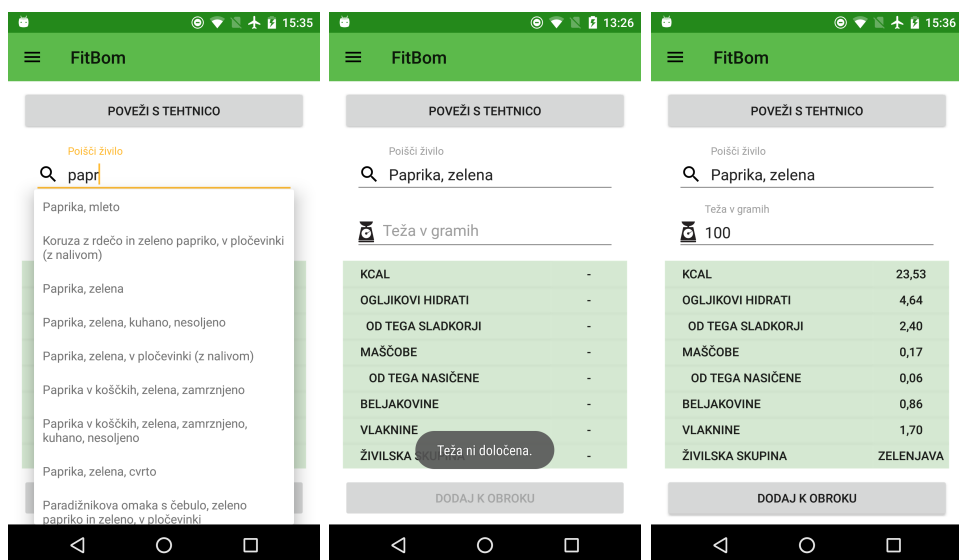 15:35
FitBom
POVEŽI S TEHTNICO
Poišči živilo
papr
Paprika, mleto
Koruza z rdečo in zeleno papriko, v pločevinki
(z nalivom)
Paprika, zelena
Paprika, zelena, kuhano, nesoljeno
Paprika, zelena, v pločevinki (z nalivom)
Paprika v koščkih, zelena, zamrznjeno
Paprika v koščkih, zelena, zamrznjeno,
kuhano, nesoljeno
Paprika, zelena, cvrto
Paradižnikova omaka s čebulo, zeleno
papriko in zeleno, v pločevinki
13:26
FitBom
POVEŽI S TEHTNICO
Poišči živilo
Paprika, zelena
Teža v gramih
KCAL -
OGLJIKOVI HIDRATI -
OD TEGA SLADKORJI -
MAŠČOBE -
OD TEGA NASIČENE -
BELJAKOVINE -
VLAKNINE -
Teža ni določena.
ŽIVILSKA SKUPINA -
DODAJ K OBROKU
15:36
FitBom
POVEŽI S TEHTNICO
Poišči živilo
Paprika, zelena
Teža v gramih
100
KCAL 23,53
OGLJIKOVI HIDRATI 4,64
OD TEGA SLADKORJI 2,40
MAŠČOBE 0,17
OD TEGA NASIČENE 0,06
BELJAKOVINE 0,86
VLAKNINE 1,70
ŽIVILSKA SKUPINA ZELENJAVA
DODAJ K OBROKU